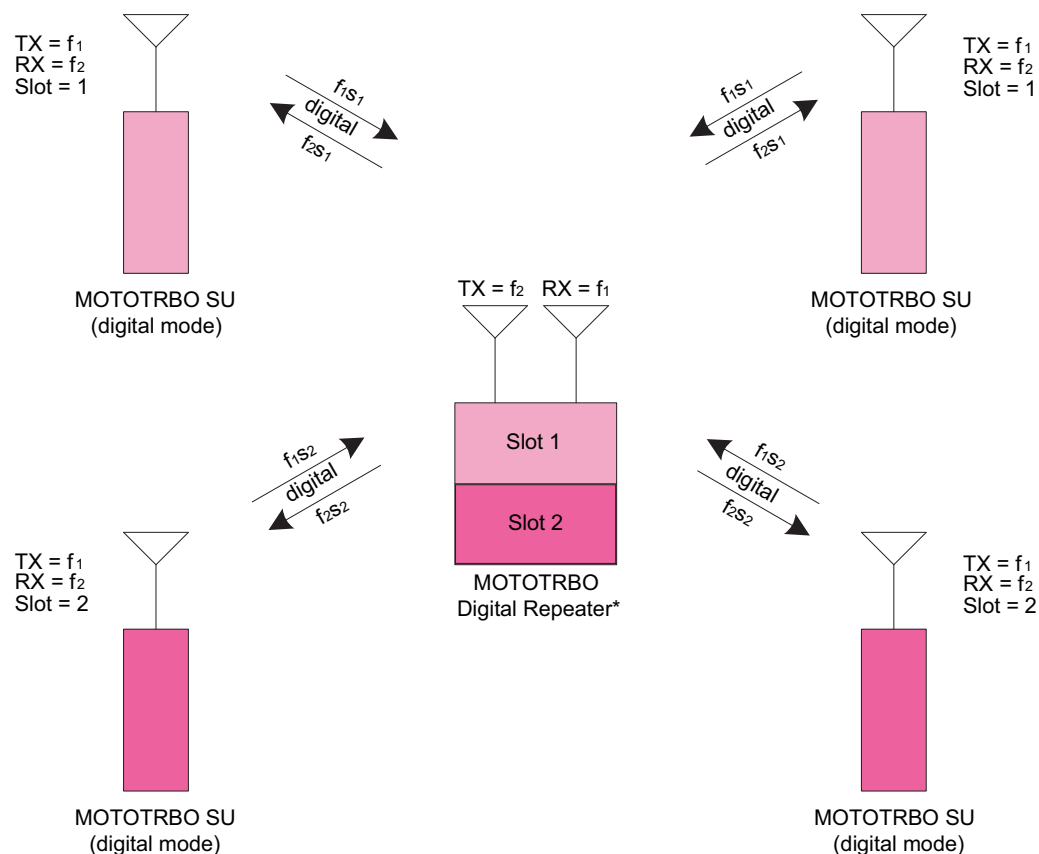 TX = f₁
RX = f₂
Slot = 1
f₁s₁
digital
f₂s₁
MOTOTRBO SU
(digital mode)
f₁s₁
digital
f₂s₁
TX = f₁
RX = f₂
Slot = 1
MOTOTRBO SU
(digital mode)
TX = f₂ RX = f₁
Slot 1
Slot 2
MOTOTRBO
Digital Repeater*
TX = f₁
RX = f₂
Slot = 2
f₁s₂
digital
f₂s₂
MOTOTRBO SU
(digital mode)
f₁s₂
digital
f₂s₂
TX = f₁
RX = f₂
Slot = 2
MOTOTRBO SU
(digital mode)